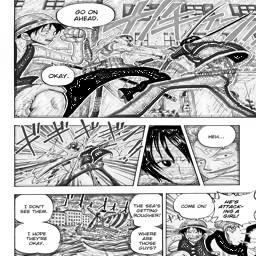 GO ON
AHEAD.
OKAY.
HEH...
I DON'T
SEE THEM.
I HOPE
THEY'RE
OKAY.
THE SEA'S
GETTING
ROUGHER!
WHERE
ARE
THOSE
GUYS?
COME ON!
HE'S
ATTACK-
ING A
GIRL!